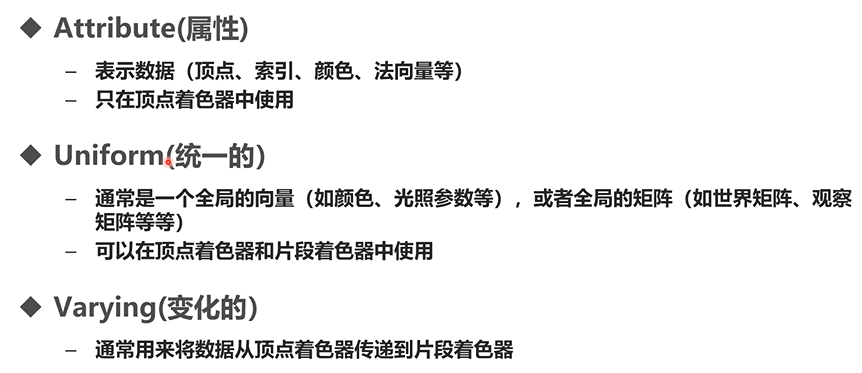 ◆ Attribute(属性)
– 表示数据（顶点、索引、颜色、法向量等）
– 只在顶点着色器中使用
◆ Uniform(统一的)
– 通常是一个全局的向量（如颜色、光照参数等），或者全局的矩阵（如世界矩阵、观察
矩阵等等）
– 可以在顶点着色器和片段着色器中使用
◆ Varying(变化的)
– 通常用来将数据从顶点着色器传递到片段着色器